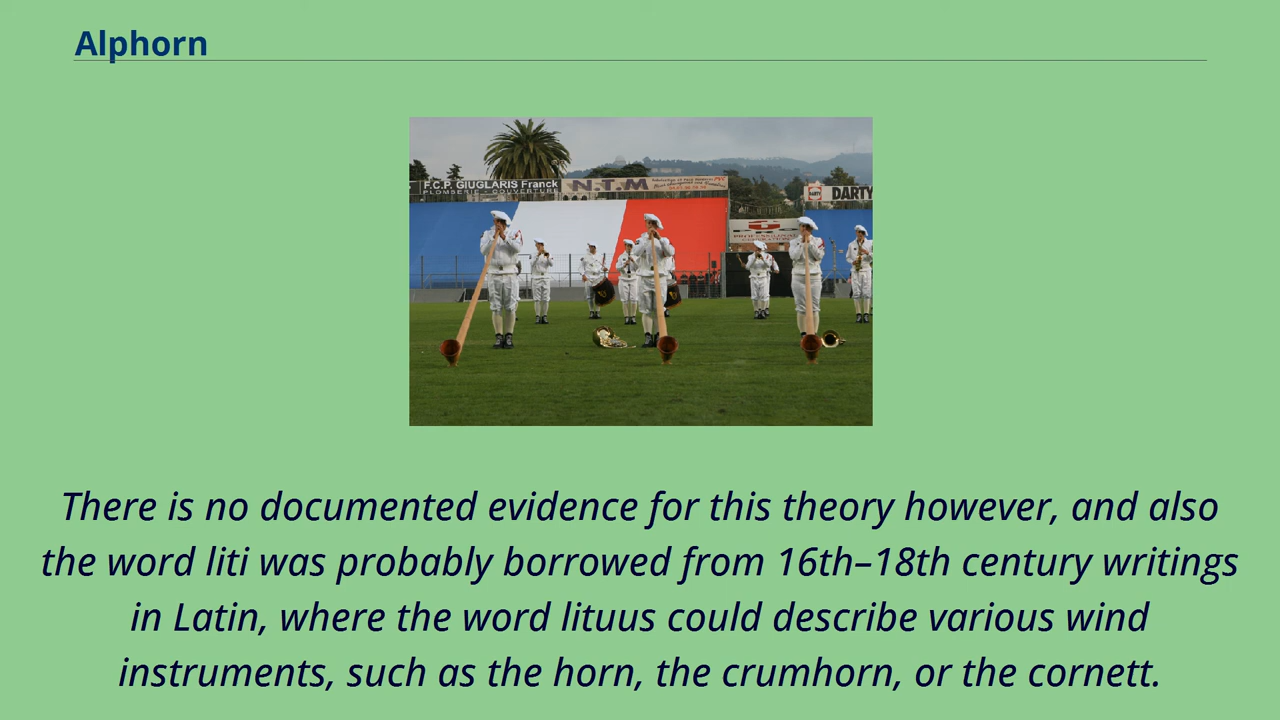 Alphorn
F.C.P. GIUGLARIS Franck
PLOMBERIE - COUVERTURE
N.T.M
DARTY
DARTY
PROFESSIONAL
There is no documented evidence for this theory however, and also
the word liti was probably borrowed from 16th–18th century writings
in Latin, where the word lituus could describe various wind
instruments, such as the horn, the crumhorn, or the cornett.